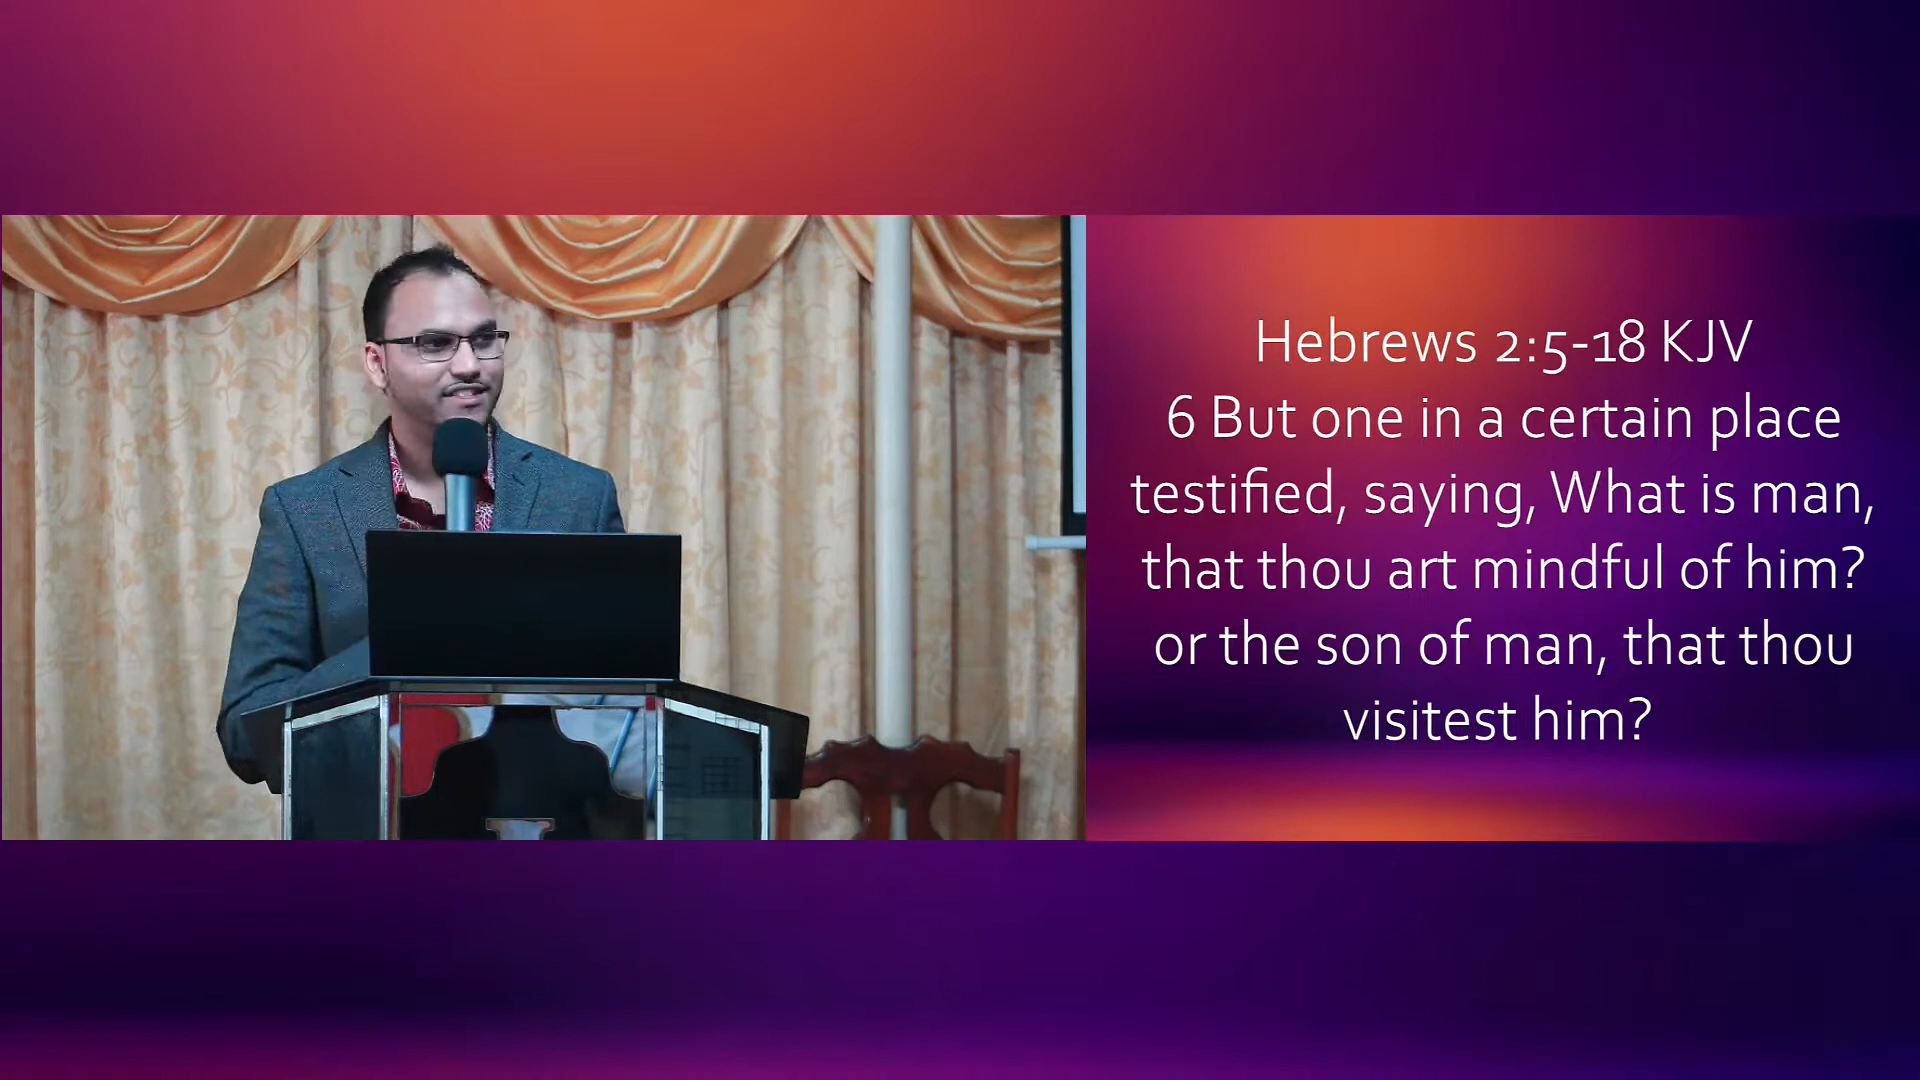 Hebrews 2:5-18 KJV
6 But one in a certain place
testified, saying, What is man,
that thou art mindful of him?
or the son of man, that thou
visitest him?